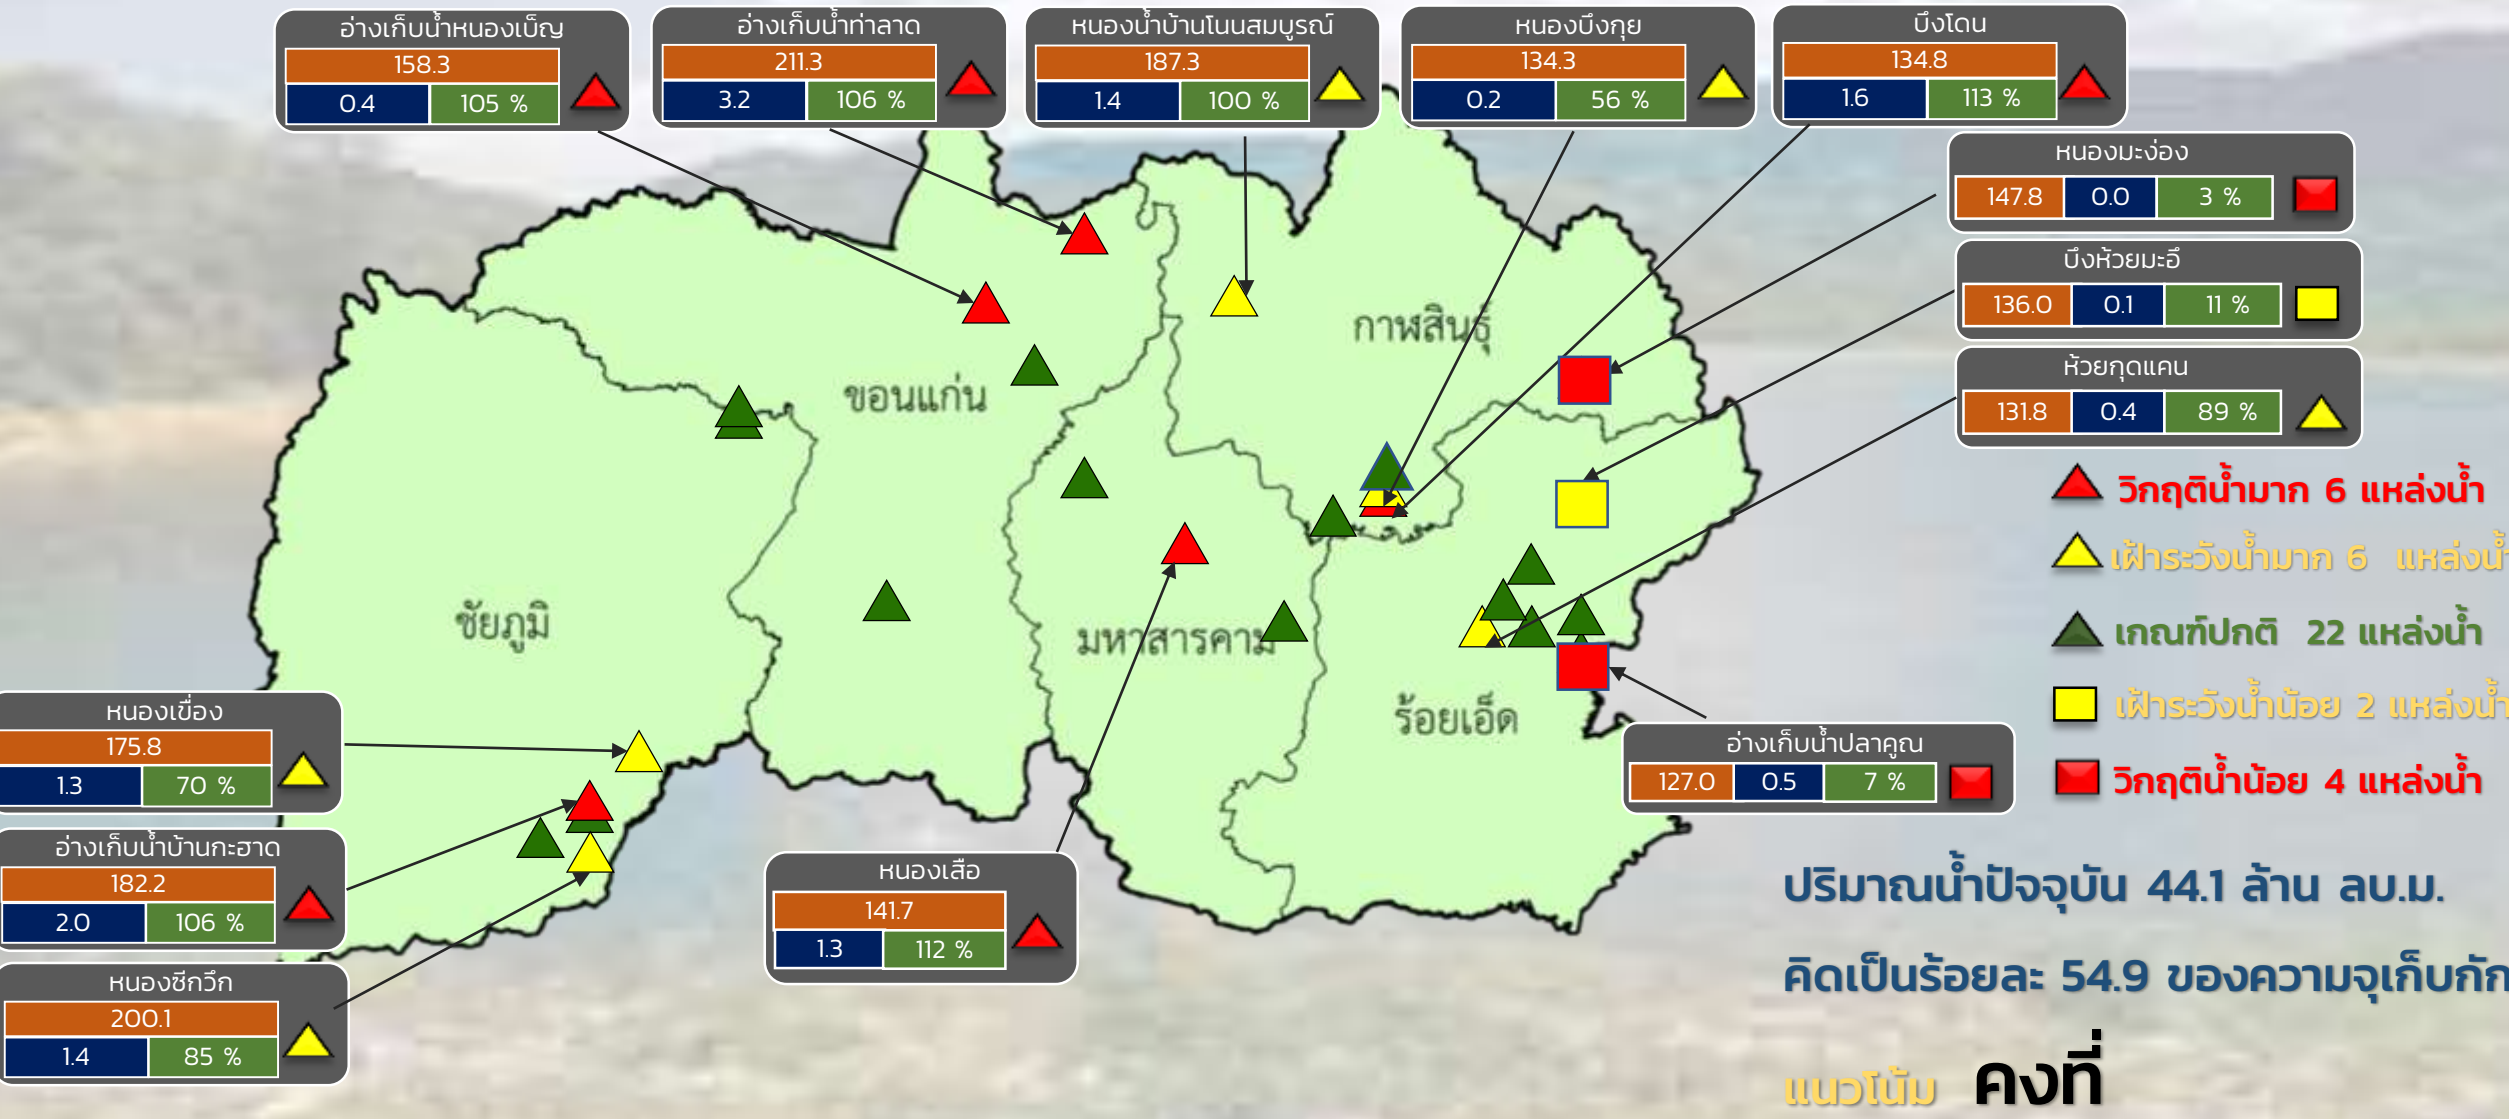 อ่างเก็บน้ำหนองเบ็ญ
158.3
0.4 105 %
อ่างเก็บน้ำท่าลาด
211.3
3.2 106 %
หนองน้ำบ้านโนนสมบูรณ์
187.3
1.4 100 %
หนองบึงกุย
134.3
0.2 56 %
บึงโดน
134.8
1.6 113 %
หนองมะง่อง
147.8 0.0 3 %
บึงห้วยมะอึ
136.0 0.1 11 %
ห้วยกุดแคน
131.8 0.4 89 %
กาฬสินธุ์
ขอนแก่น
ชัยภูมิ
มหาสารคาม
ร้อยเอ็ด
วิกฤติน้ำมาก 6 แหล่งน้ำ
เฝ้าระวังน้ำมาก 6 แหล่งน้ำ
เกณฑ์ปกติ 22 แหล่งน้ำ
เฝ้าระวังน้ำน้อย 2 แหล่งน้ำ
วิกฤติน้ำน้อย 4 แหล่งน้ำ
หนองเขื่อง
175.8
1.3 70 %
อ่างเก็บน้ำบ้านกะฮาด
182.2
2.0 106 %
หนองซีกวึก
200.1
1.4 85 %
หนองเสือ
141.7
1.3 112 %
อ่างเก็บน้ำปลาคูณ
127.0 0.5 7 %
ปริมาณน้ำปัจจุบัน 44.1 ล้าน ลบ.ม.
คิดเป็นร้อยละ 54.9 ของความจุเก็บกัก
แนวโน้ม คงที่